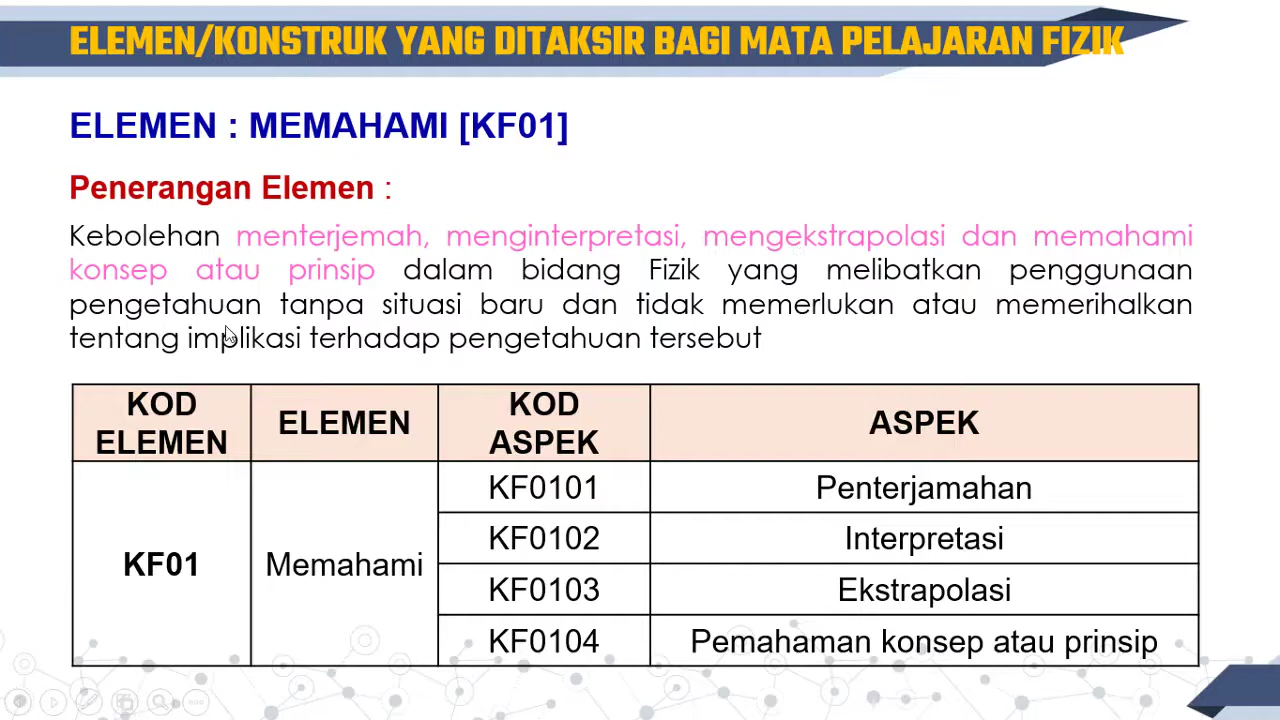 ELEMEN/KONSTRUK YANG DITAKSIR BAGI MATA PELAJARAN FIZIK
ELEMEN : MEMAHAMI [KF01]
Penerangan Elemen :
Kebolehan menterjemah, menginterpretasi, mengekstrapolasi dan memahami
konsep atau prinsip dalam bidang Fizik yang melibatkan penggunaan
pengetahuan tanpa situasi baru dan tidak memerlukan atau memerihalkan
tentang implikasi terhadap pengetahuan tersebut
KOD
ELEMEN
ELEMEN
KOD
ASPEK
ASPEK
KF01
Memahami
KF0101
Penterjamahan
KF0102
Interpretasi
KF0103
Ekstrapolasi
KF0104
Pemahaman konsep atau prinsip